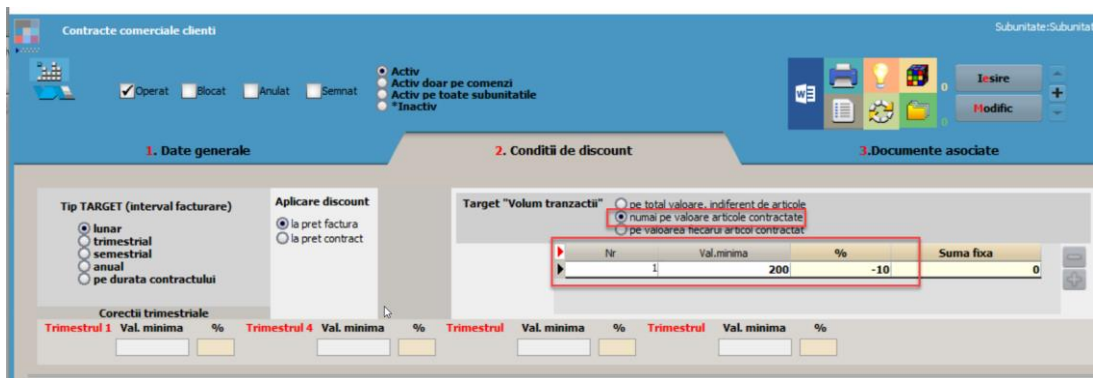 Contracte comerciale clienti
Subunitate:Subunitat
Operat Blocat Anulat Semnat
Activ
Activ doar pe comenzi
Activ pe toate subunitatile
*Inactiv
W
0
0
Iesire
Modific
1. Date generale
2. Conditii de discount
3.Documente asociate
Tip TARGET (interval facturare)
lunar
trimestrial
semestrial
anual
pe durata contractului
Aplicare discount
la pret factura
la pret contract
Target "Volum tranzactii"
pe total valoare, indiferent de articole
numai pe valoare articole contractate
pe valoarea fiecarui articol contractat
Nr Val.minima % Suma fixa
1 200 -10 0
Corectii trimestriale
Trimestrul 1 Val. minima % Trimestrul 4 Val. minima % Trimestrul Val. minima % Trimestrul Val. minima %